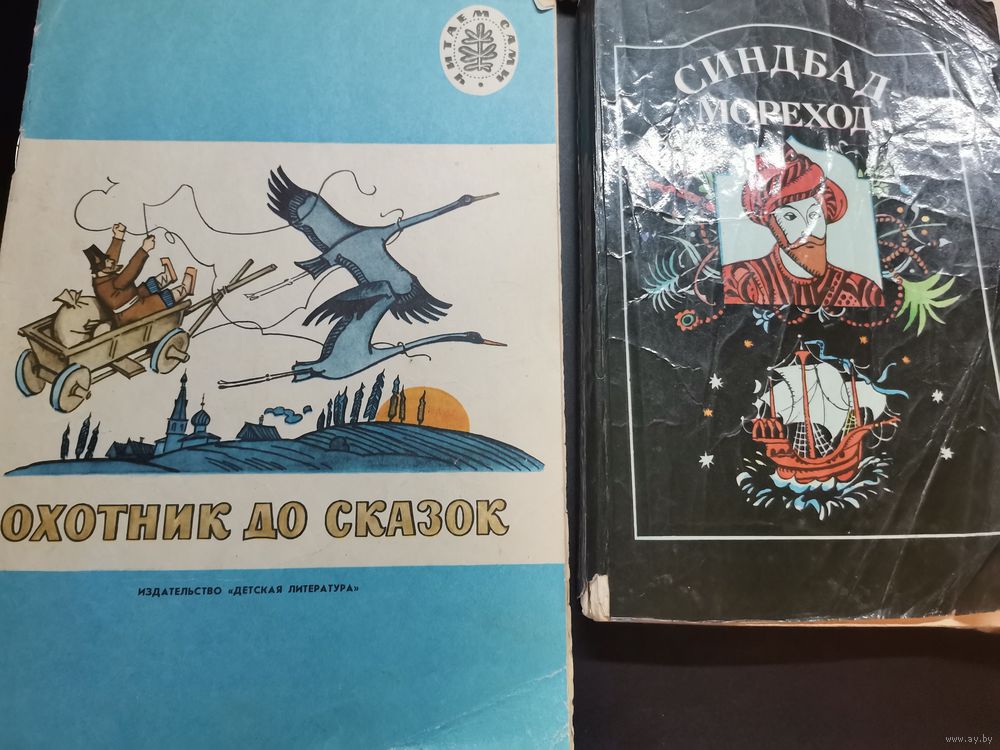 ЧИТАЕМ САМИ •
ОХОТНИК ДО СКАЗОК
ИЗДАТЕЛЬСТВО «ДЕТСКАЯ ЛИТЕРАТУРА»
СИНДБАД
МОРЕХОД
www.ay.by